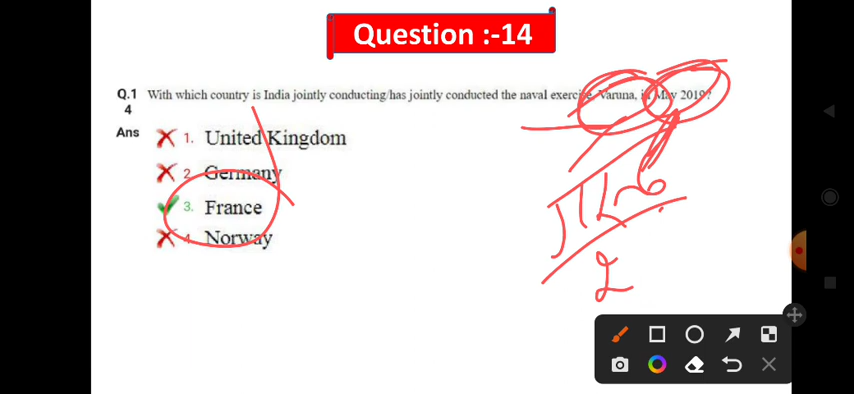 Question :-14
Q.1 With which country is India jointly conducting/has jointly conducted the naval exercise, Varuna, in May 2019?
4
Ans 1. United Kingdom
2. Germany
3. France
4. Norway
2